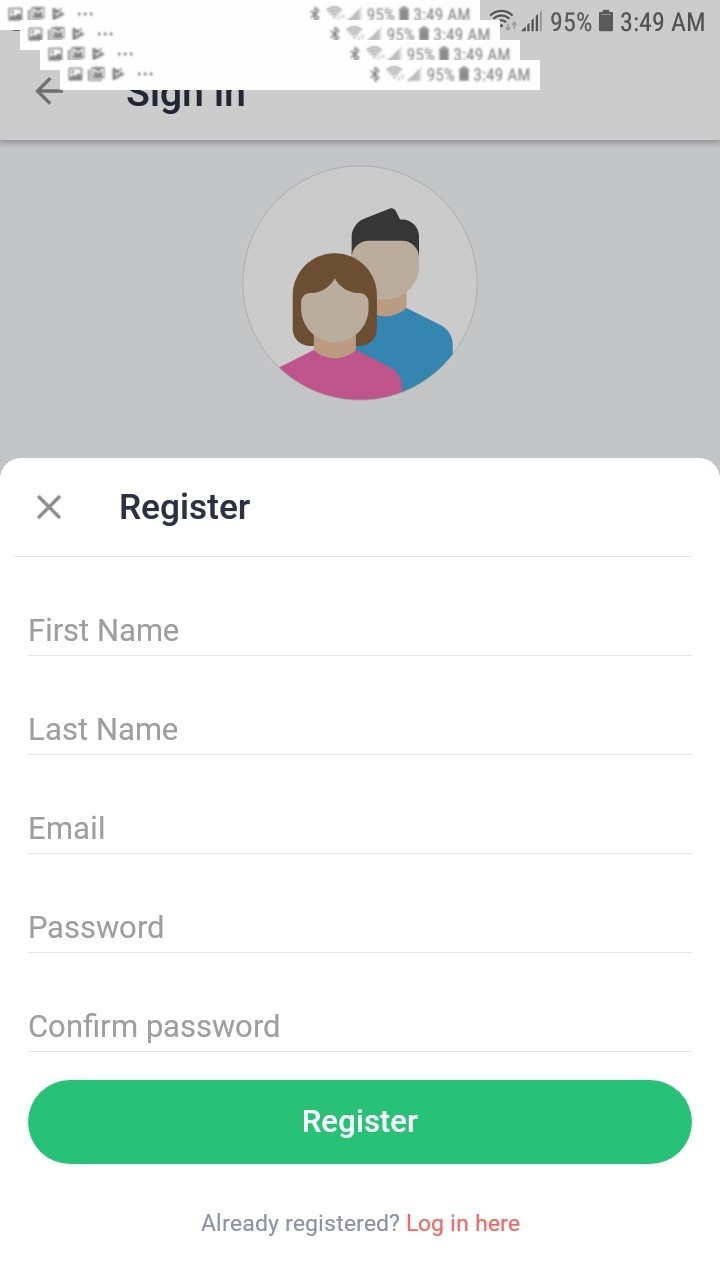 95% 3:49 AM
95% 3:49 AM
95% 3:49 AM
95% 3:49 AM
95% 3:49 AM
Sign in
Register
First Name
Last Name
Email
Password
Confirm password
Register
Already registered? Log in here